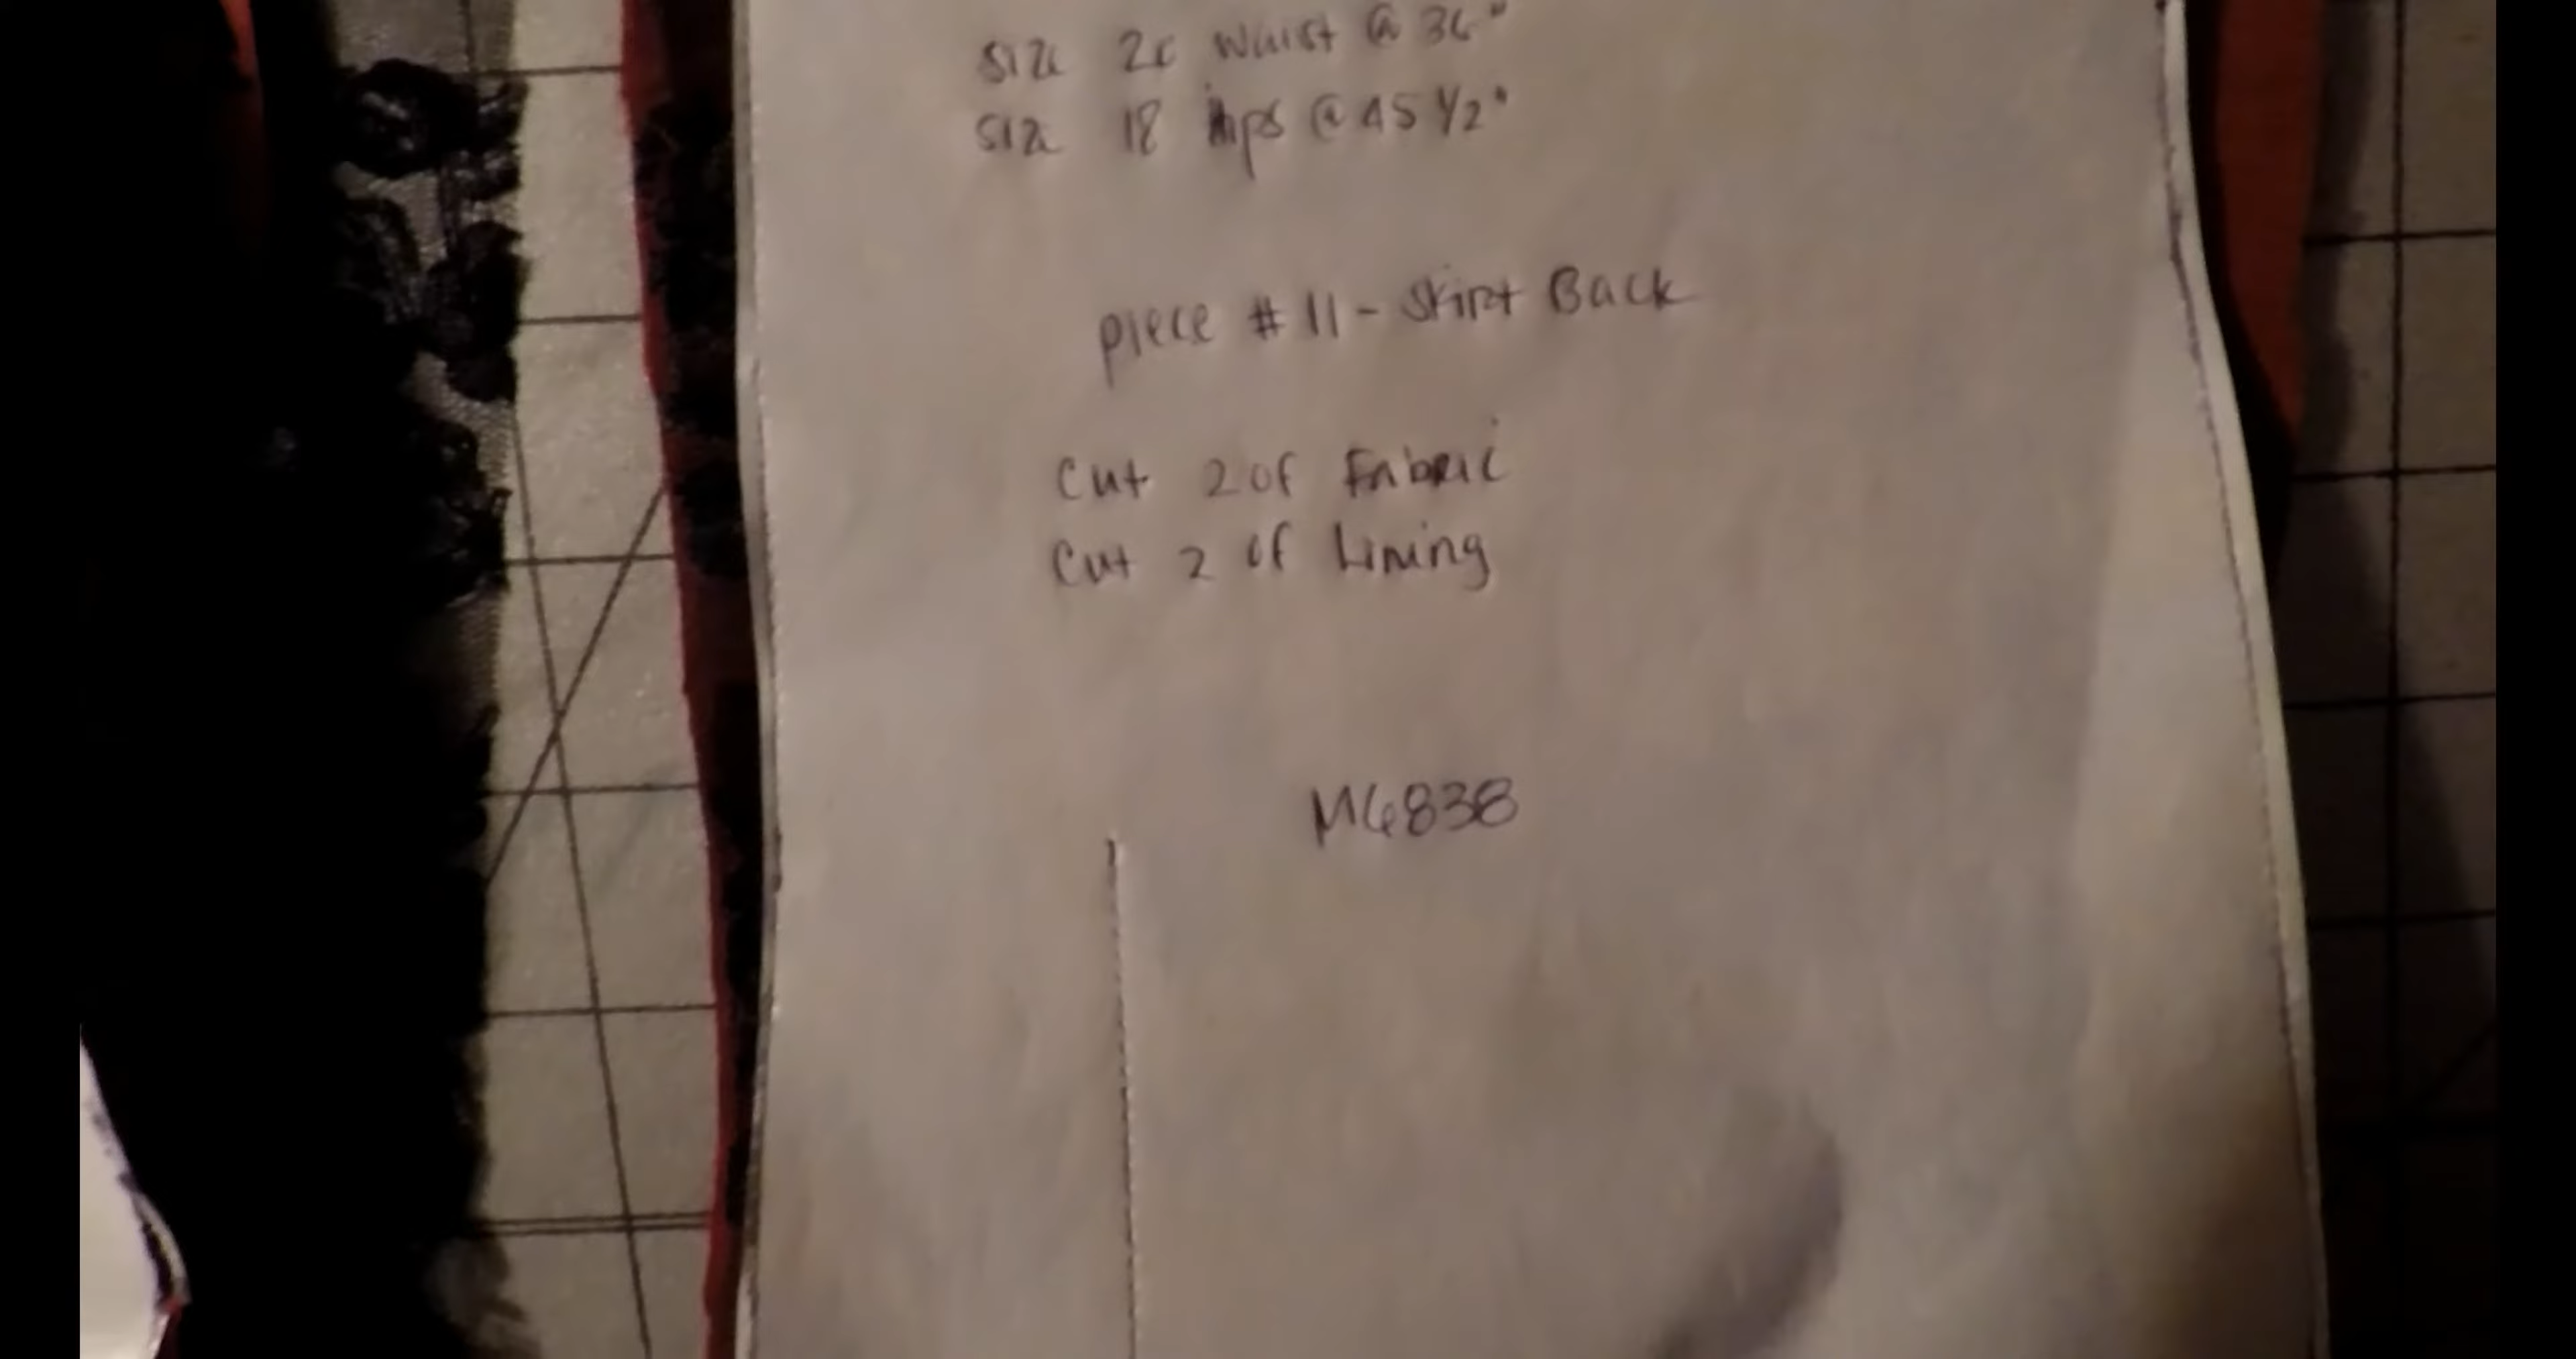 Size 20 Waist @ 36"
Size 18 hips @ 45 1/2"
piece # 11 - Skirt Back
Cut 2 of Fabric
Cut 2 of Lining
M6838